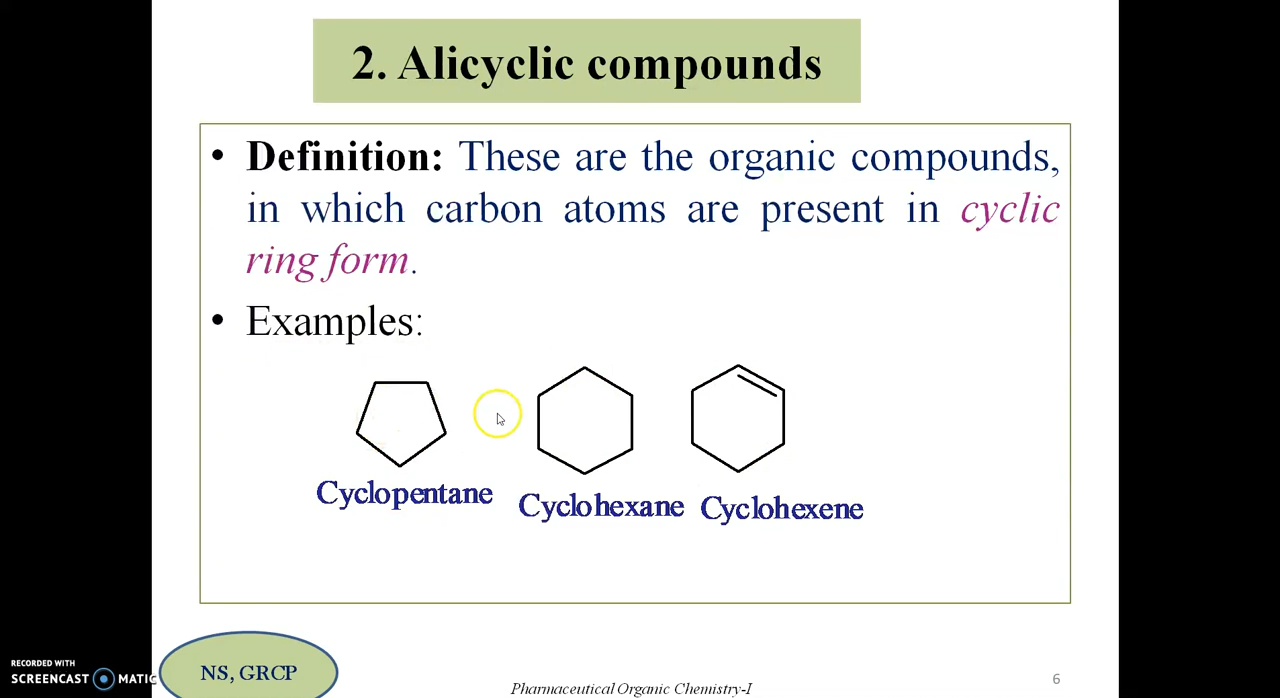 2. Alicyclic compounds
• Definition: These are the organic compounds,
in which carbon atoms are present in cyclic
ring form.
• Examples:
Cyclopentane
Cyclohexane
Cyclohexene
RECORDED WITH
SCREENCAST MATIC
NS, GRCP
Pharmaceutical Organic Chemistry-I
6